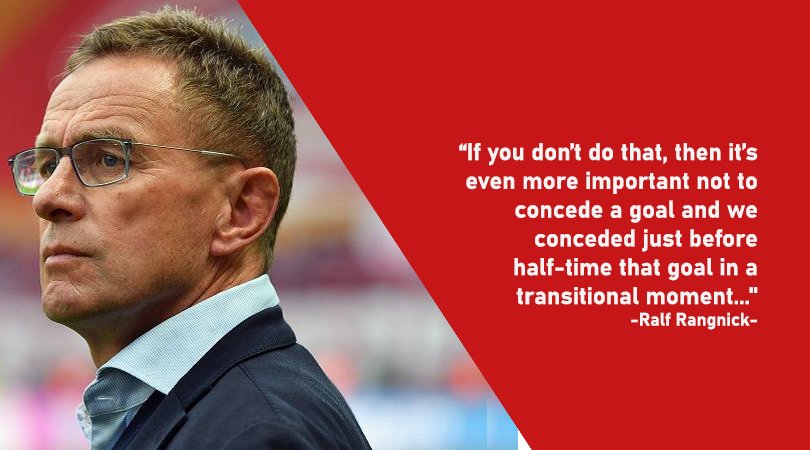 “If you don’t do that, then it’s
even more important not to
concede a goal and we
conceded just before
half-time that goal in a
transitional moment..."
-Ralf Rangnick-